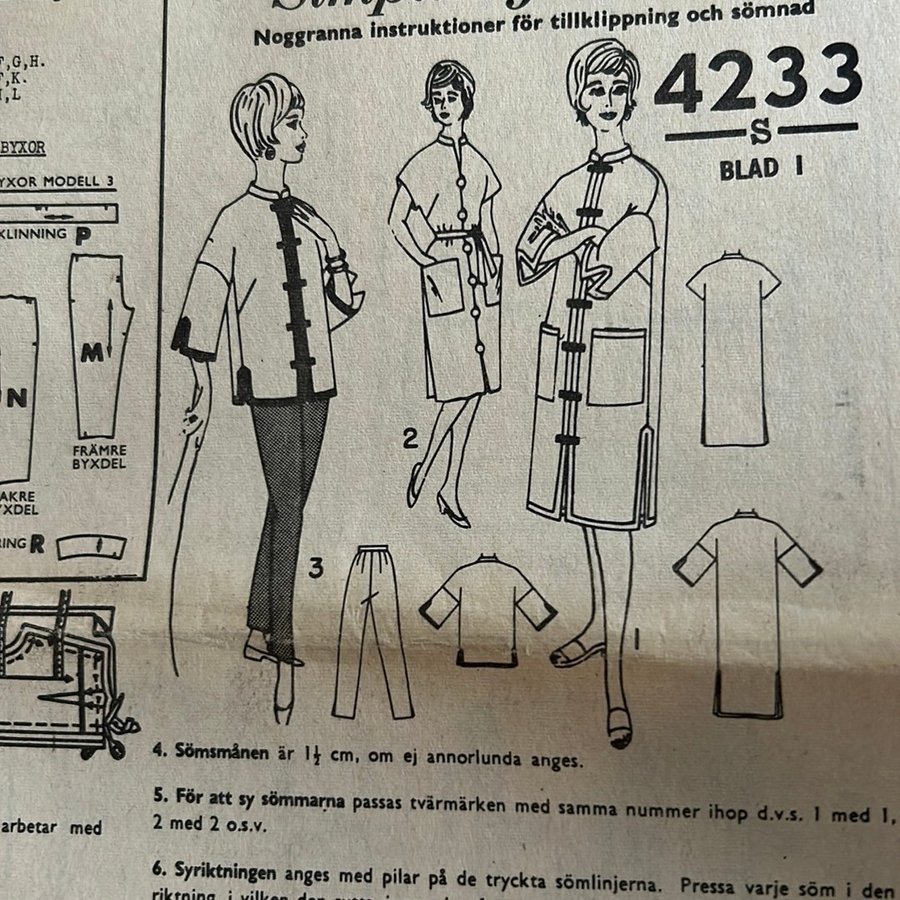 Noggranna instruktioner för tillklippning och sömnad
4233
S
BLAD I
F,G,H.
F,K.
L
BYXOR
BYXOR MODELL 3
P
M
N
FRÄMRE
BYXDEL
R
2
3
1
4. Sömsmånen är 1½ cm, om ej annorlunda anges.
5. För att sy sömmarna passas tvärmärken med samma nummer ihop d.v.s. 1 med 1,
2 med 2 o.s.v.
arbetar med
6. Syriktningen anges med pilar på de tryckta sömlinjerna. Pressa varje söm i den